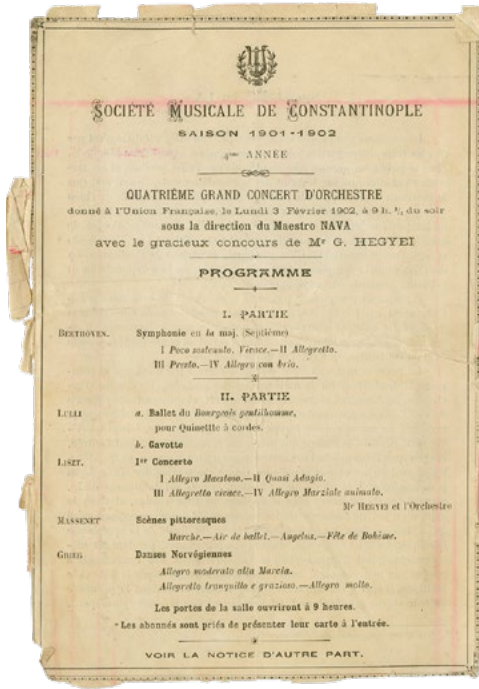 SOCIÉTÉ MUSICALE DE CONSTANTINOPLE
SAISON 1901-1902
4me ANNÉE
QUATRIÉME GRAND CONCERT D'ORCHESTRE
donné à l'Union Française, le Lundi 3 Février 1902, à 9 h. ½ du soir
sous la direction du Maestro NAVA
avec le gracieux concours de Mr G. HEGYEI
PROGRAMME
I. PARTIE
BEETHOVEN. Symphonie en la maj. (Septième)
I Poco sostenuto. Vivace.—II Allegretto.
III Presto.—IV Allegro con brio.
II. PARTIE
LULLI a. Ballet du Bourgeois gentilhomme,
pour Quintette à cordes.
b. Gavotte
LISZT. Ier Concerto
I Allegro Maestoso.—II Quasi Adagio.
III Allegretto vivace.—IV Allegro Marziale animato.
Mr HEGYEI et l'Orchestre
MASSENET Scènes pittoresques
Marche.—Air de ballet.—Angelus.—Fête de Bohème.
GRIEG Danses Norvégiennes
Allegro moderato alla Marcia.
Allegretto tranquillo e grazioso.—Allegro molto.
Les portes de la salle ouvriront à 9 heures.
Les abonnés sont priés de présenter leur carte à l'entrée.
VOIR LA NOTICE D'AUTRE PART.